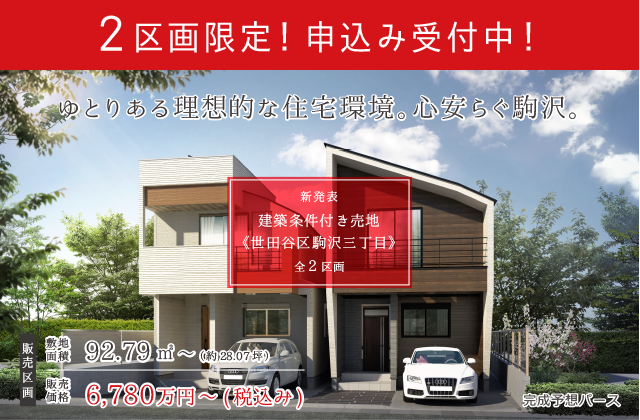 2区画限定！申込み受付中！
ゆとりある理想的な住宅環境。心安らぐ駒沢。
新発表
建築条件付き売地
《世田谷区駒沢三丁目》
全2区画
販売区画
敷地面積 92.79㎡～(約28.07坪)
販売価格 6,780万円～(税込み)
完成予想パース